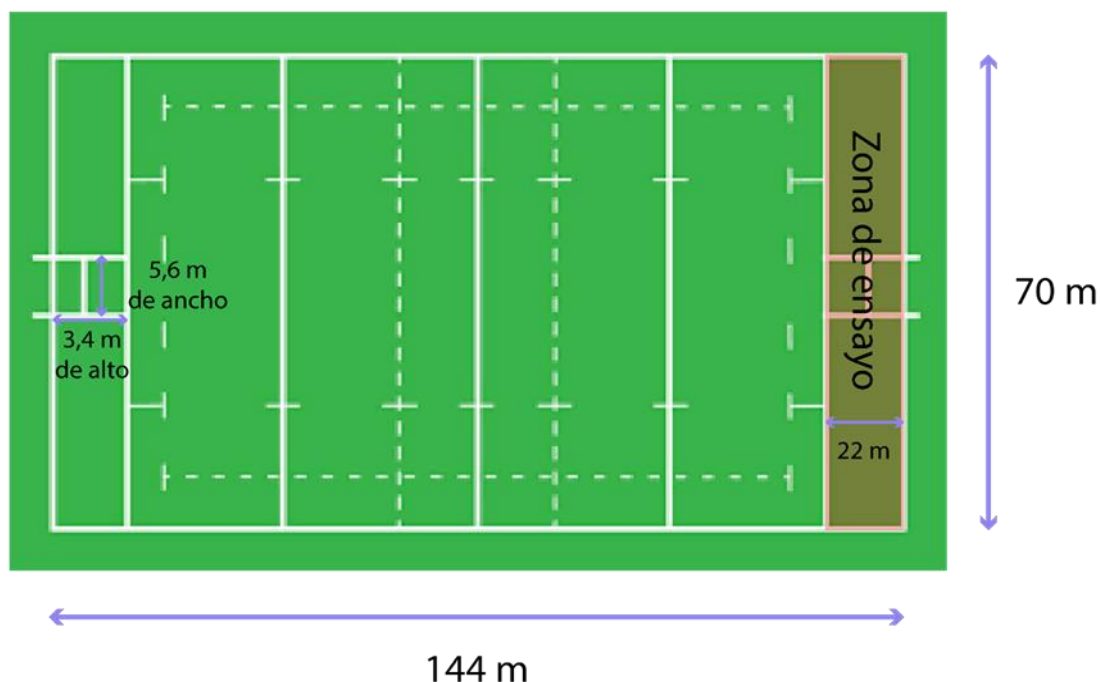 Zona de ensayo
5,6 m
de ancho
3,4 m
de alto
22 m
70 m
144 m